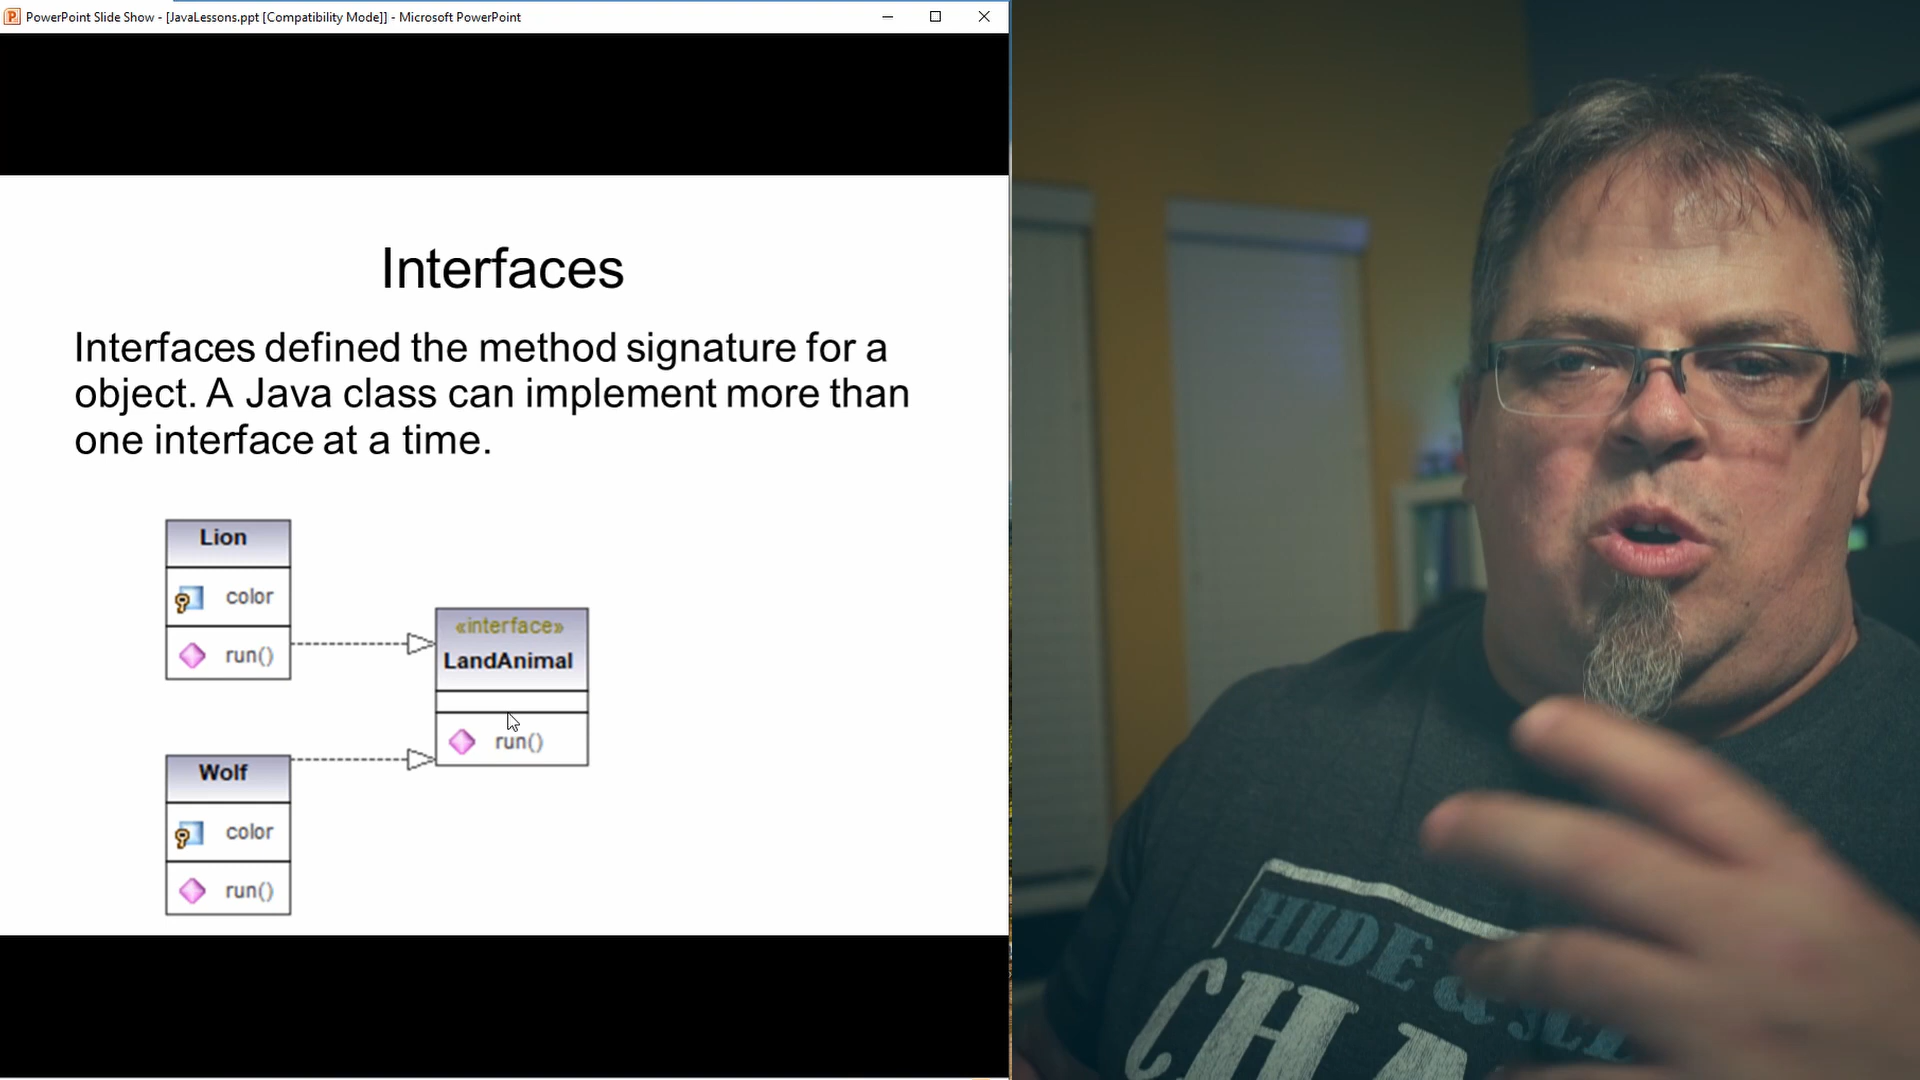 PowerPoint Slide Show - [JavaLessons.ppt [Compatibility Mode]] - Microsoft PowerPoint
Interfaces
Interfaces defined the method signature for a
object. A Java class can implement more than
one interface at a time.
Lion
color
run()
«interface»
LandAnimal
run()
Wolf
color
run()
HIDE &